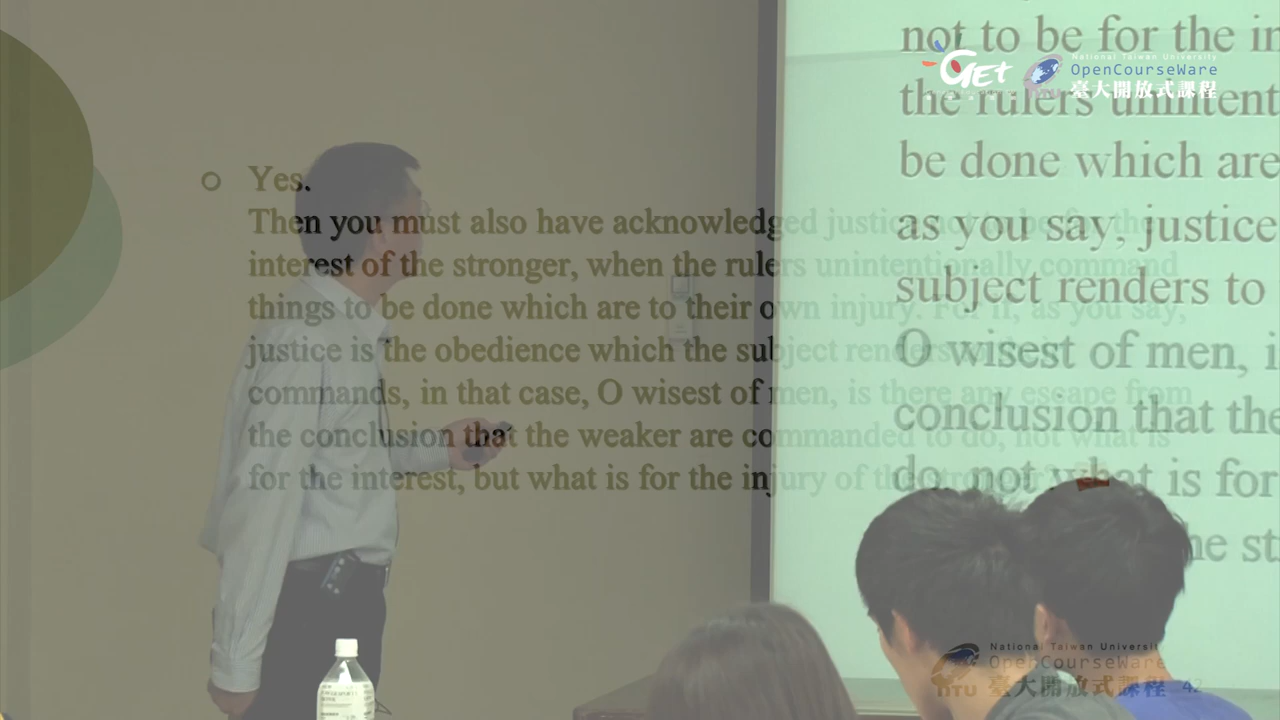 not to be for the in
GET
National Taiwan University
OpenCourseWare
臺大開放式課程
the rulers unintent
be done which are
as you say, justice
subject renders to
O wisest of men, i
conclusion that the
do, not what is for
he st
Yes.
Then you must also have acknowledged justice not to be for the
interest of the stronger, when the rulers unintentionally command
things to be done which are to their own injury. For if, as you say,
justice is the obedience which the subject renders
commands, in that case, O wisest of men, is there any escape from
the conclusion that the weaker are commanded to do, not what is
for the interest, but what is for the injury of the
National Taiwan University
OpenCourseWare
NTU 臺大開放式課程 42